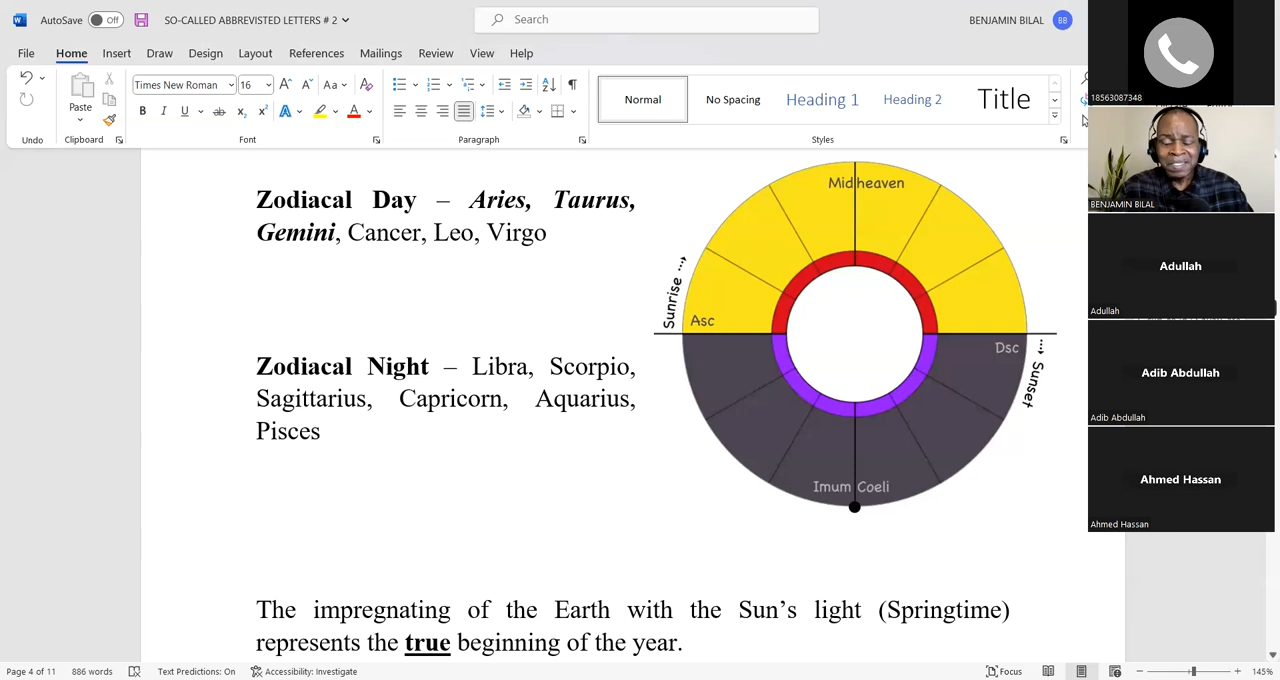 AutoSave Off SO-CALLED ABBREVISTED LETTERS # 2 Search BENJAMIN BILAL BB
File Home Insert Draw Design Layout References Mailings Review View Help
Times New Roman 16
Paste
Normal No Spacing Heading 1 Heading 2 Title
Undo Clipboard Font Paragraph Styles
18563087348
BENJAMIN BILAL
Adullah
Adullah
Adib Abdullah
Adib Abdullah
Ahmed Hassan
Ahmed Hassan
Zodiacal Day – Aries, Taurus,
Gemini, Cancer, Leo, Virgo
Zodiacal Night – Libra, Scorpio,
Sagittarius, Capricorn, Aquarius,
Pisces
Midheaven
Sunrise
Asc
Dsc
Sunset
Imum Coeli
The impregnating of the Earth with the Sun’s light (Springtime)
represents the true beginning of the year.
Page 4 of 11 892 words Text Predictions: On Accessibility: Investigate Focus 145%